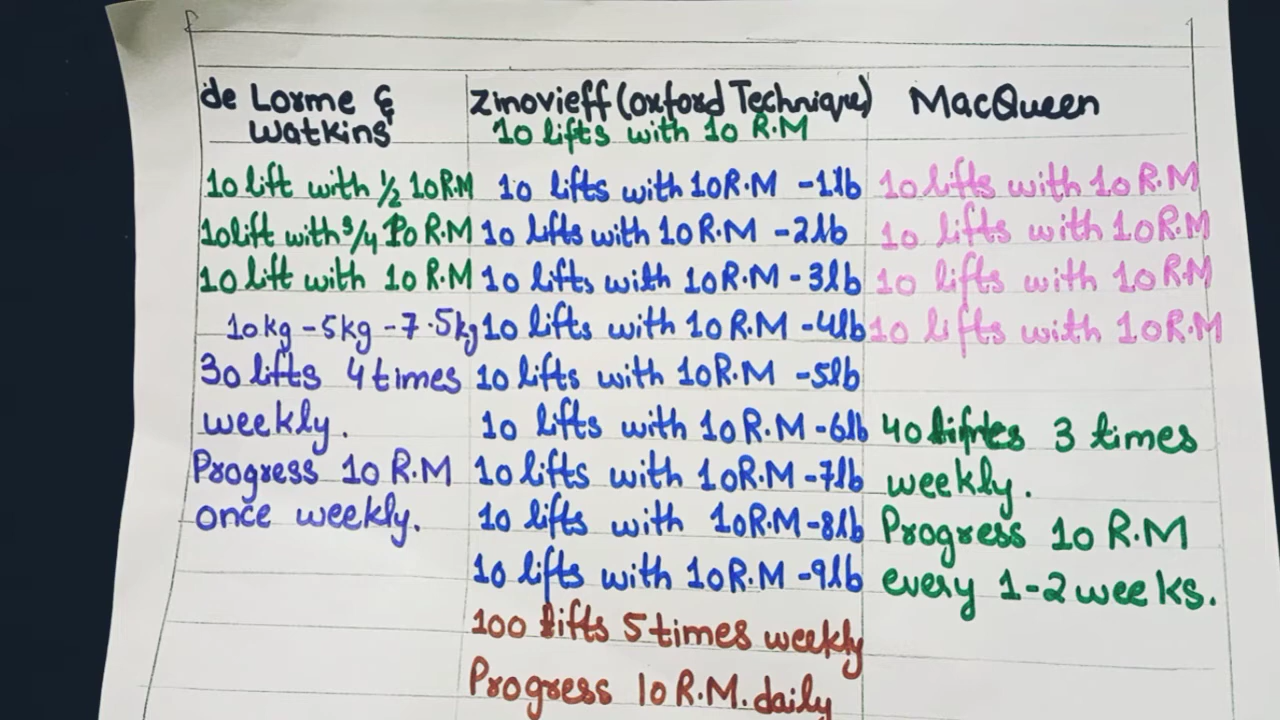 de Lorme &
Watkins
10 lift with ½ 10 R.M
10 lift with 3/4 10 R.M
10 lift with 10 R.M
10kg - 5kg - 7.5kg
30 lifts 4 times
weekly.
Progress 10 R.M
once weekly.
Zinovieff (Oxford Technique)
10 lifts with 10 R.M
10 lifts with 10 R.M - 1lb
10 lifts with 10 R.M - 2lb
10 lifts with 10 R.M - 3lb
10 lifts with 10 R.M - 4lb
10 lifts with 10 R.M - 5lb
10 lifts with 10 R.M - 6lb
10 lifts with 10 R.M - 7lb
10 lifts with 10 R.M - 8lb
10 lifts with 10 R.M - 9lb
100 lifts 5 times weekly
Progress 10 R.M. daily
MacQueen
10 lifts with 10 R.M
10 lifts with 10 R.M
10 lifts with 10 R.M
10 lifts with 10 R.M
40 3 times
weekly.
Progress 10 R.M
every 1-2 weeks.